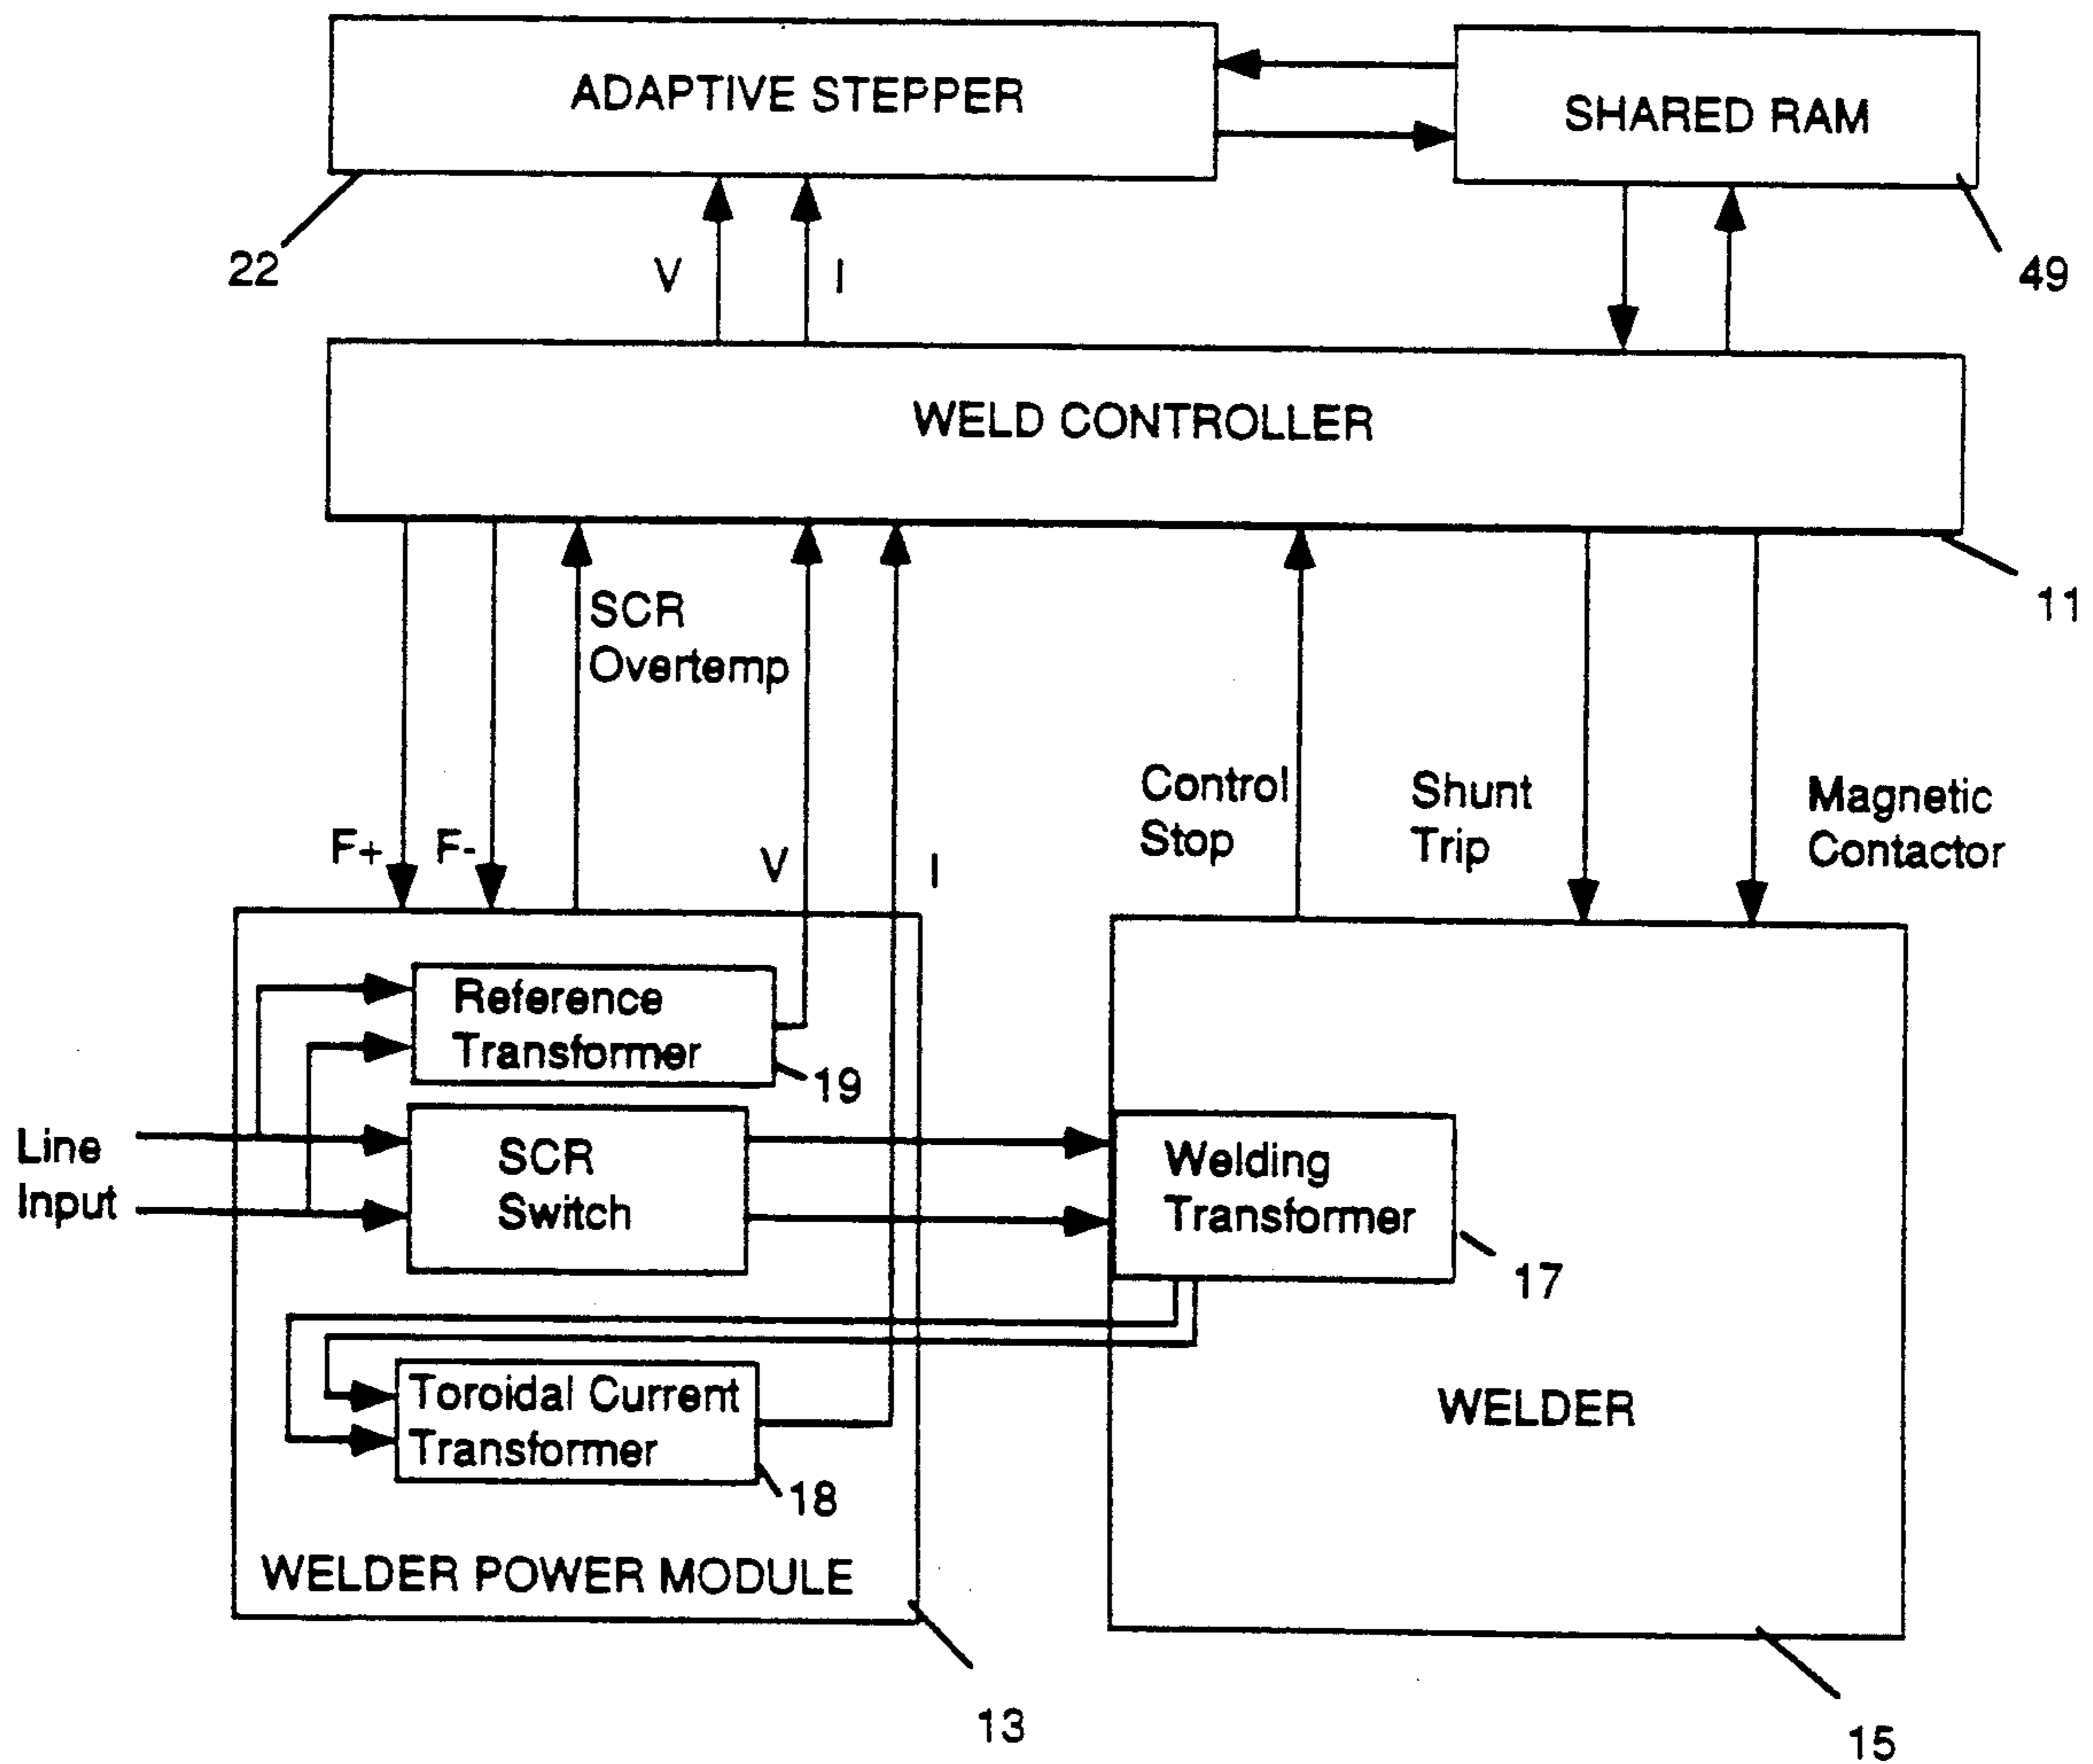 ADAPTIVE STEPPER
SHARED RAM
22
V
I
49
WELD CONTROLLER
11
SCR
Overtemp
F+
F-
V
I
Control
Stop
Shunt
Trip
Magnetic
Contactor
Reference
Transformer
19
Line
Input
SCR
Switch
Welding
Transformer
17
Toroidal Current
Transformer
18
WELDER
WELDER POWER MODULE
13
15